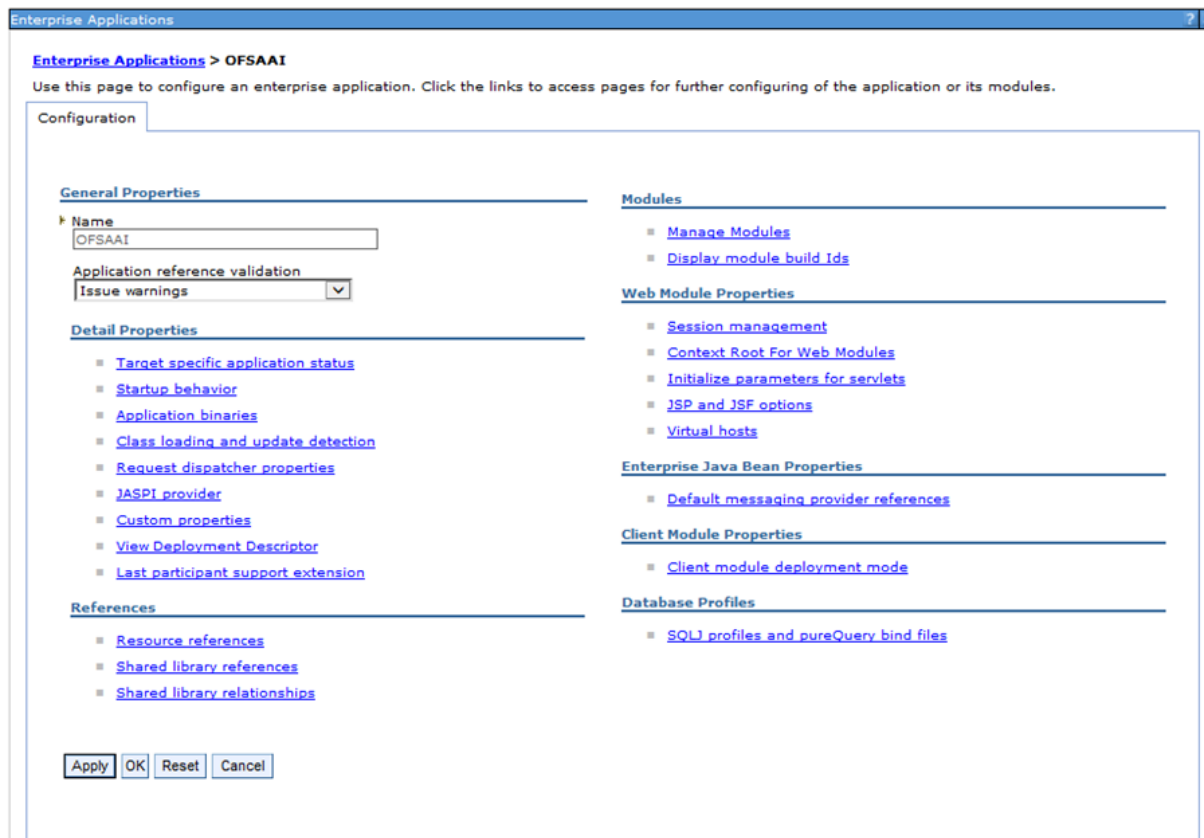 Enterprise Applications ?
Enterprise Applications > OFSAAI
Use this page to configure an enterprise application. Click the links to access pages for further configuring of the application or its modules.
Configuration
General Properties
Name
OFSAAI
Application reference validation
Issue warnings
Detail Properties
Target specific application status
Startup behavior
Application binaries
Class loading and update detection
Request dispatcher properties
JASPI provider
Custom properties
View Deployment Descriptor
Last participant support extension
References
Resource references
Shared library references
Shared library relationships
Modules
Manage Modules
Display module build Ids
Web Module Properties
Session management
Context Root For Web Modules
Initialize parameters for servlets
JSP and JSF options
Virtual hosts
Enterprise Java Bean Properties
Default messaging provider references
Client Module Properties
Client module deployment mode
Database Profiles
SQLJ profiles and pureQuery bind files
Apply OK Reset Cancel